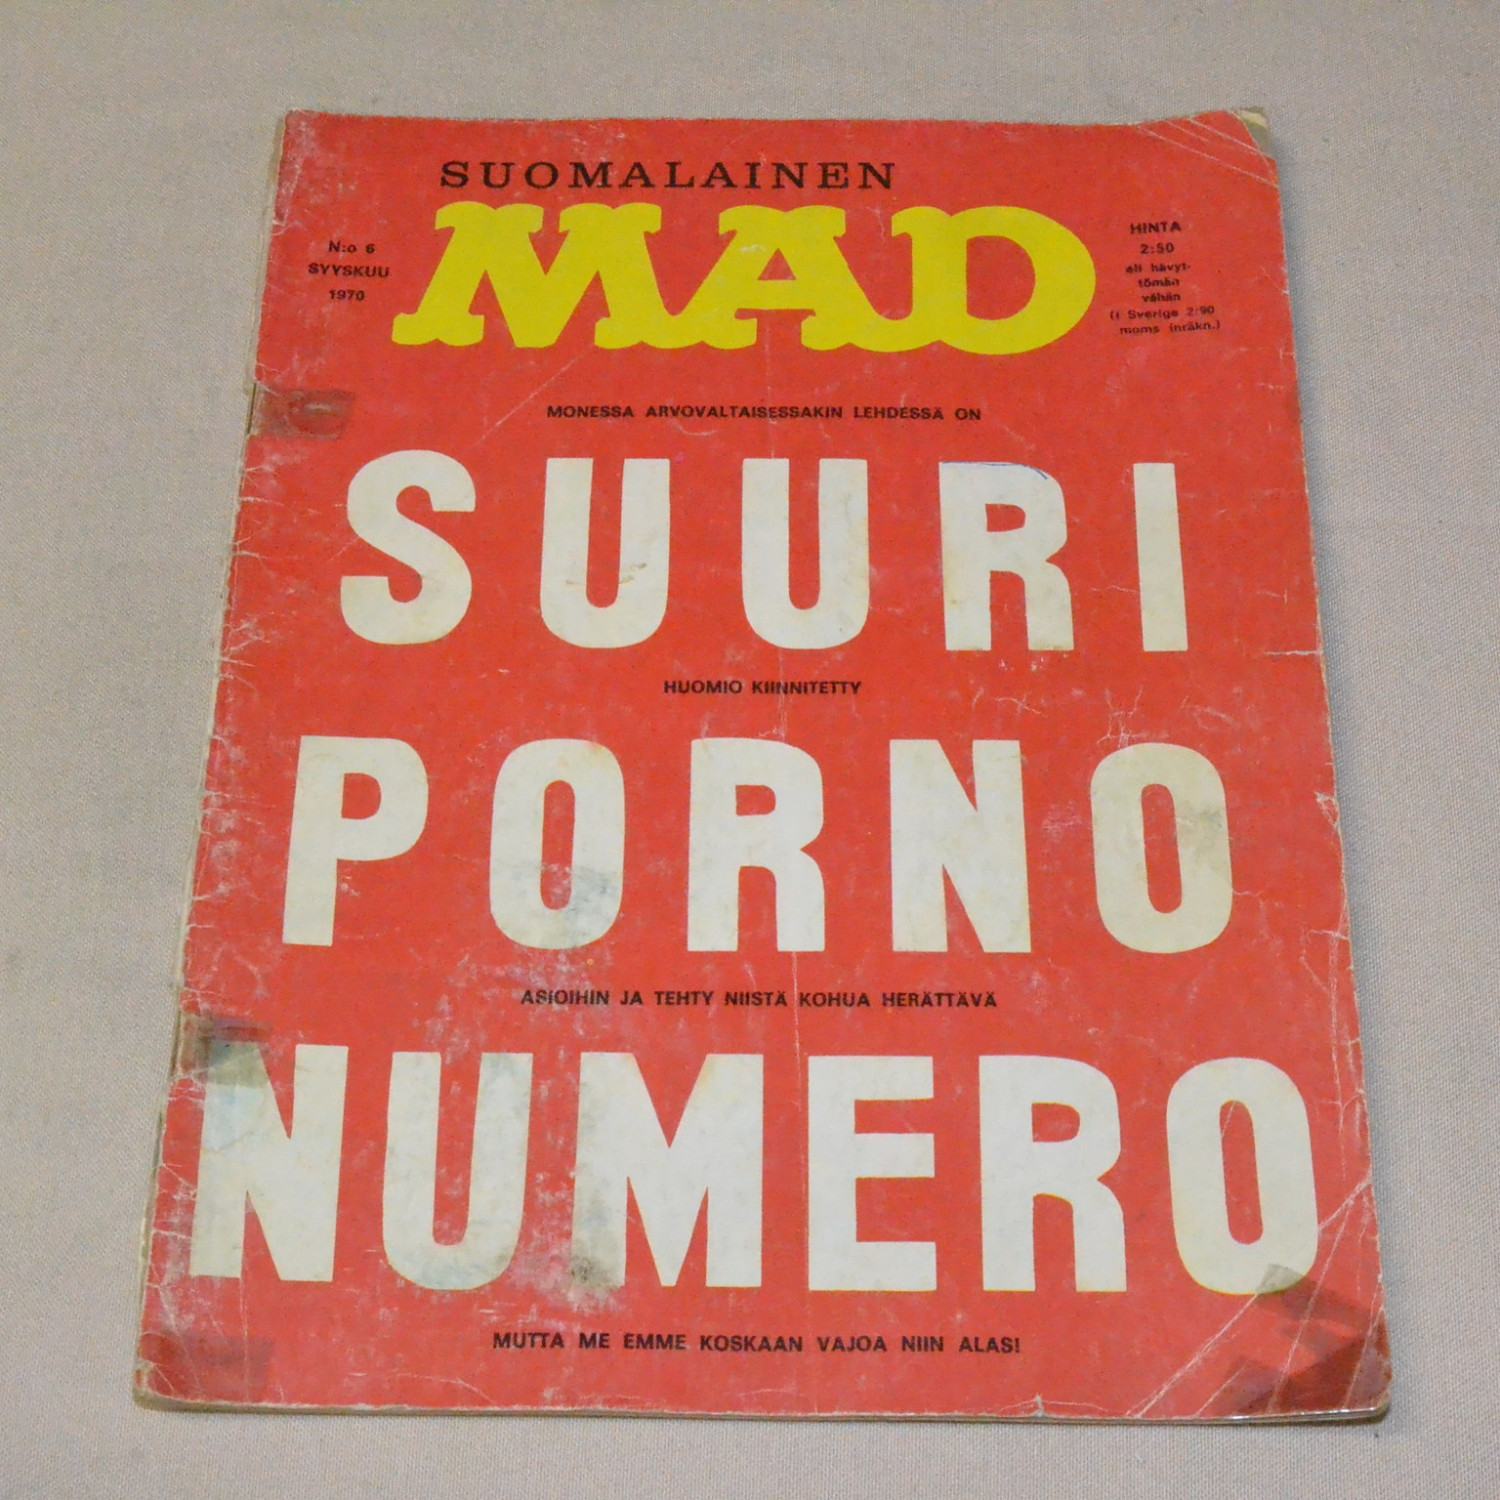 SUOMALAINEN
MAD
N:o 6
SYYSKUU
1970
HINTA
2:50
eli hävyt-
tömän
vähän
(i Sverige 2:90
moms inräkn.)
MONESSA ARVOVALTAISESSAKIN LEHDESSÄ ON
SUURI
HUOMIO KIINNITETTY
PORNO
ASIOIHIN JA TEHTY NIISTÄ KOHUA HERÄTTÄVÄ
NUMERO
MUTTA ME EMME KOSKAAN VAJOA NIIN ALAS!